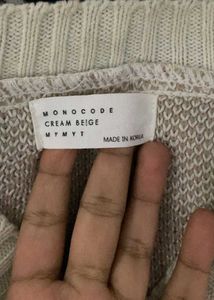 MONOCODE
CREAM BEIGE
MYMYT
MADE IN KOREA